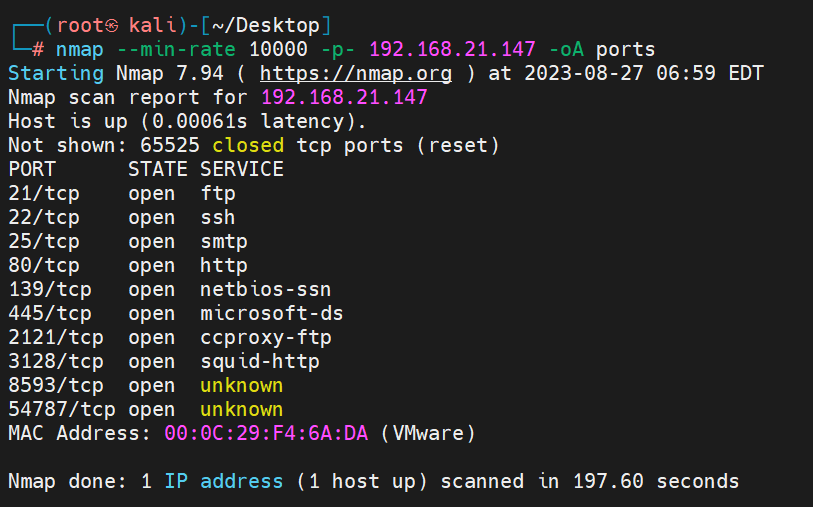 ┌──(root㉿ kali)-[~/Desktop]
└─# nmap --min-rate 10000 -p- 192.168.21.147 -oA ports
Starting Nmap 7.94 ( https://nmap.org ) at 2023-08-27 06:59 EDT
Nmap scan report for 192.168.21.147
Host is up (0.00061s latency).
Not shown: 65525 closed tcp ports (reset)
PORT      STATE SERVICE
21/tcp    open  ftp
22/tcp    open  ssh
25/tcp    open  smtp
80/tcp    open  http
139/tcp   open  netbios-ssn
445/tcp   open  microsoft-ds
2121/tcp  open  ccproxy-ftp
3128/tcp  open  squid-http
8593/tcp  open  unknown
54787/tcp open  unknown
MAC Address: 00:0C:29:F4:6A:DA (VMware)
Nmap done: 1 IP address (1 host up) scanned in 197.60 seconds